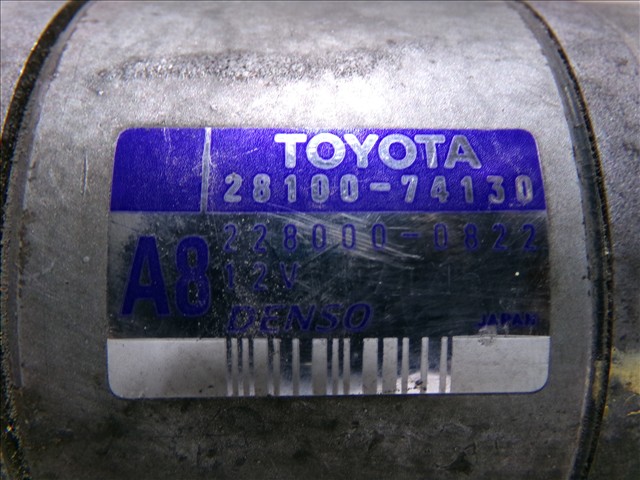 TOYOTA
28100-74130
A8
228000-0822
12V
DENSO
JAPAN